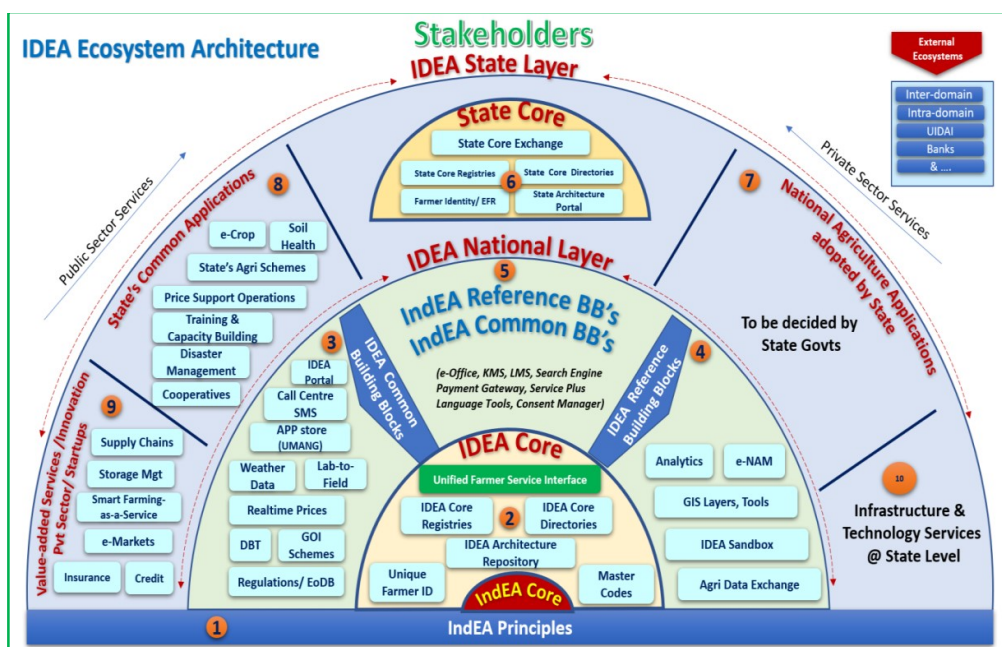 IDEA Ecosystem Architecture
Stakeholders
IDEA State Layer
External
Ecosystems
Inter-domain
Intra-domain
UIDAI
Banks
& ....
Public Sector Services
Private Sector Services
State Core
State Core Exchange
State Core Registries
State Core Directories
6
Farmer Identity/ EFR
State Architecture
Portal
8
State's Common Applications
e-Crop
Soil
Health
State's Agri Schemes
Price Support Operations
Training &
Capacity Building
Disaster
Management
Cooperatives
7
National Agriculture Applications
adopted by State
To be decided by
State Govts
IDEA National Layer
5
IndEA Reference BB's
IndEA Common BB's
(e-Office, KMS, LMS, Search Engine
Payment Gateway, Service Plus
Language Tools, Consent Manager)
3
IDEA Common
Building Blocks
IDEA
Portal
Call Centre
SMS
APP store
(UMANG)
Weather
Data
Lab-to-
Field
Realtime Prices
DBT
GOI
Schemes
Regulations/ EoDB
4
IDEA Reference
Building Blocks
Analytics
e-NAM
GIS Layers, Tools
IDEA Sandbox
Agri Data Exchange
9
Value-added Services /Innovation
Pvt Sector/ Startups
Supply Chains
Storage Mgt
Smart Farming-
as-a-Service
e-Markets
Insurance
Credit
10
Infrastructure &
Technology Services
@ State Level
IDEA Core
Unified Farmer Service Interface
IDEA Core
Registries
2
IDEA Core
Directories
IDEA Architecture
Repository
Unique
Farmer ID
Master
Codes
IndEA Core
1
IndEA Principles